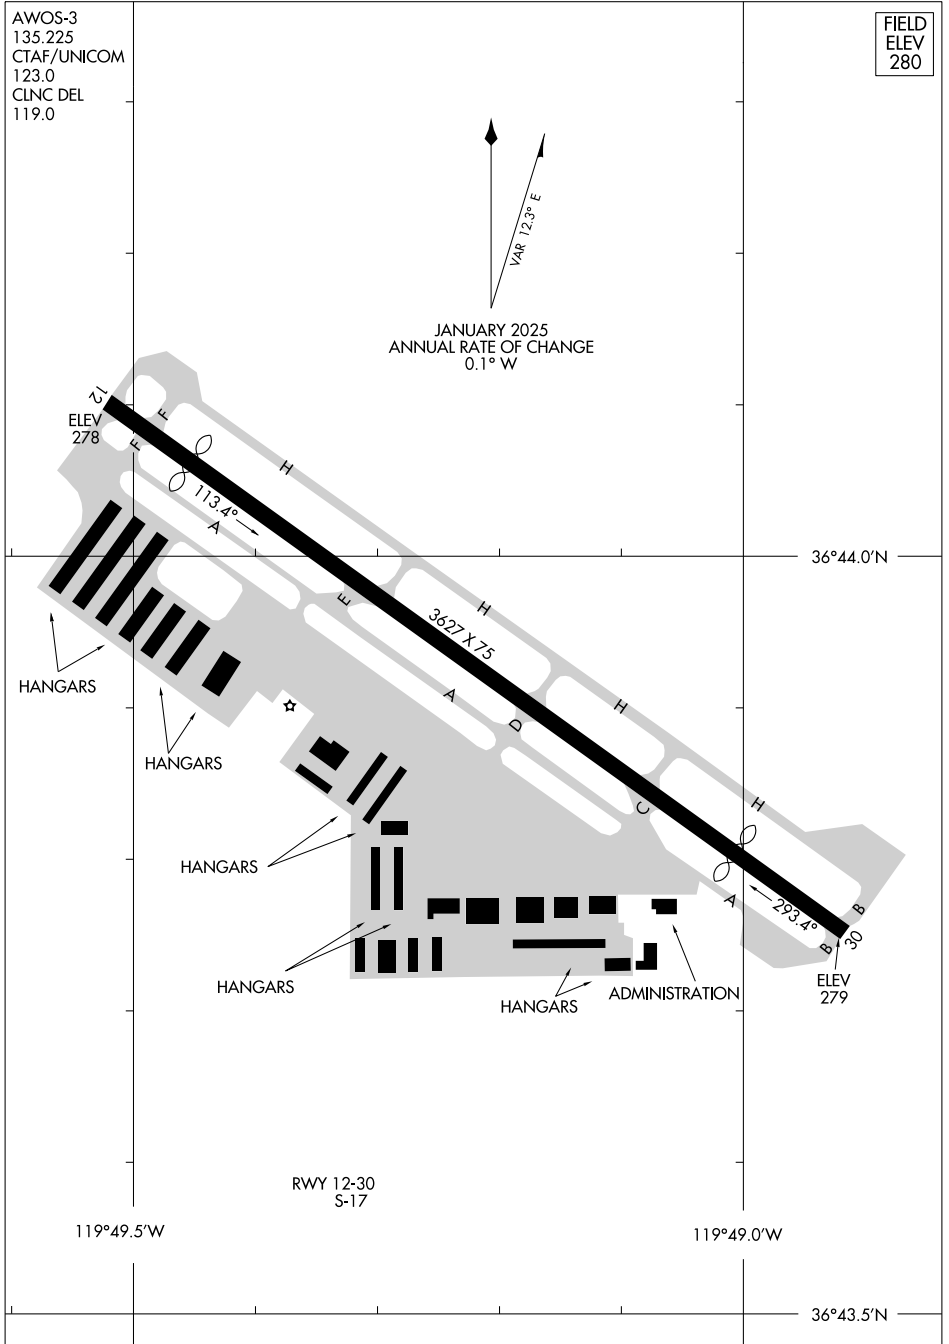 AWOS-3
135.225
CTAF/UNICOM
123.0
CLNC DEL
119.0
FIELD
ELEV
280
VAR 12.3° E
JANUARY 2025
ANNUAL RATE OF CHANGE
0.1° W
12
ELEV
278
F
F
H
113.4°
A
36°44.0'N
E
H
3627 X 75
HANGARS
A
H
D
HANGARS
C
H
HANGARS
A
293.4°
B
B
30
HANGARS
HANGARS
ADMINISTRATION
ELEV
279
RWY 12-30
S-17
119°49.5'W
119°49.0'W
36°43.5'N